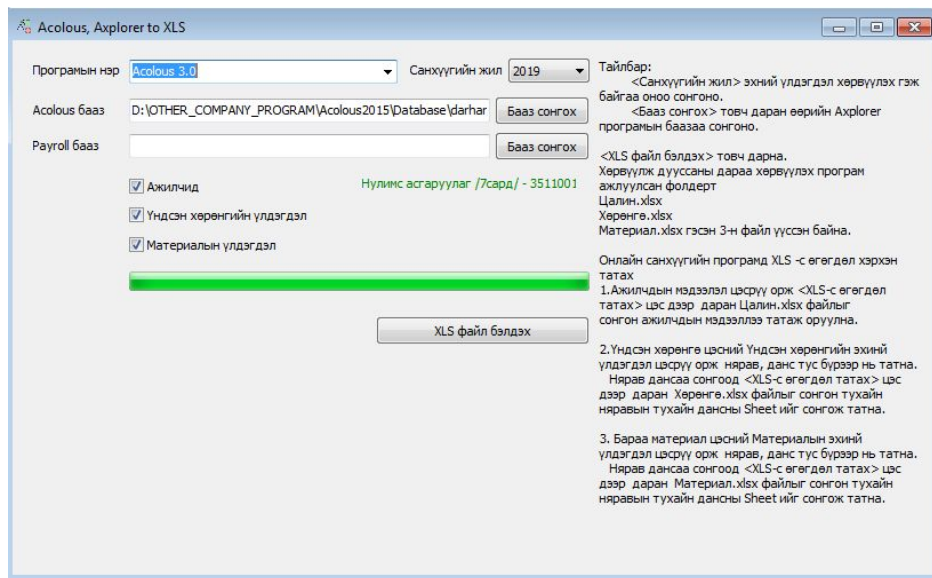 Acolous, Axplorer to XLS
Програмын нэр Acolous 3.0 Санхүүгийн жил 2019
Acolous бааз D:\OTHER_COMPANY_PROGRAM\Acolous2015\Database\darhar Бааз сонгох
Payroll бааз Бааз сонгох
Ажилчид Нулимс асгаруулаг /7сард/ - 3511001
Үндсэн хөрөнгийн үлдэгдэл
Материалын үлдэгдэл
XLS файл бэлдэх
Тайлбар:
<Санхүүгийн жил> эхний үлдэгдэл хөрвүүлэх гэж
байгаа оноо сонгоно.
<Бааз сонгох> товч даран өөрийн Axplorer
програмын баазаа сонгоно.
<XLS файл бэлдэх> товч дарна.
Хөрвүүлж дууссаны дараа хөрвүүлэх програм
ажлуулсан фолдерт
Цалин.xlsx
Хөрөнгө.xlsx
Материал.xlsx гэсэн 3-н файл үүссэн байна.
Онлайн санхүүгийн програмд XLS -с өгөгдөл хэрхэн
татах
1.Ажилчдын мэдээлэл цэсрүү орж <XLS-с өгөгдөл
татах> цэс дээр даран Цалин.xlsx файлыг
сонгон ажилчдын мэдээллээ татаж оруулна.
2.Үндсэн хөрөнгө цэсний Үндсэн хөрөнгийн эхиний
үлдэгдэл цэсрүү орж нярав, данс тус бүрээр нь татна.
Нярав дансаа сонгоод <XLS-с өгөгдөл татах> цэс
дээр даран Хөрөнгө.xlsx файлыг сонгон тухайн
няравын тухайн дансны Sheet ийг сонгож татна.
3. Бараа материал цэсний Материалын эхиний
үлдэгдэл цэсрүү орж нярав, данс тус бүрээр нь татна.
Нярав дансаа сонгоод <XLS-с өгөгдөл татах> цэс
дээр даран Материал.xlsx файлыг сонгон тухайн
няравын тухайн дансны Sheet ийг сонгож татна.